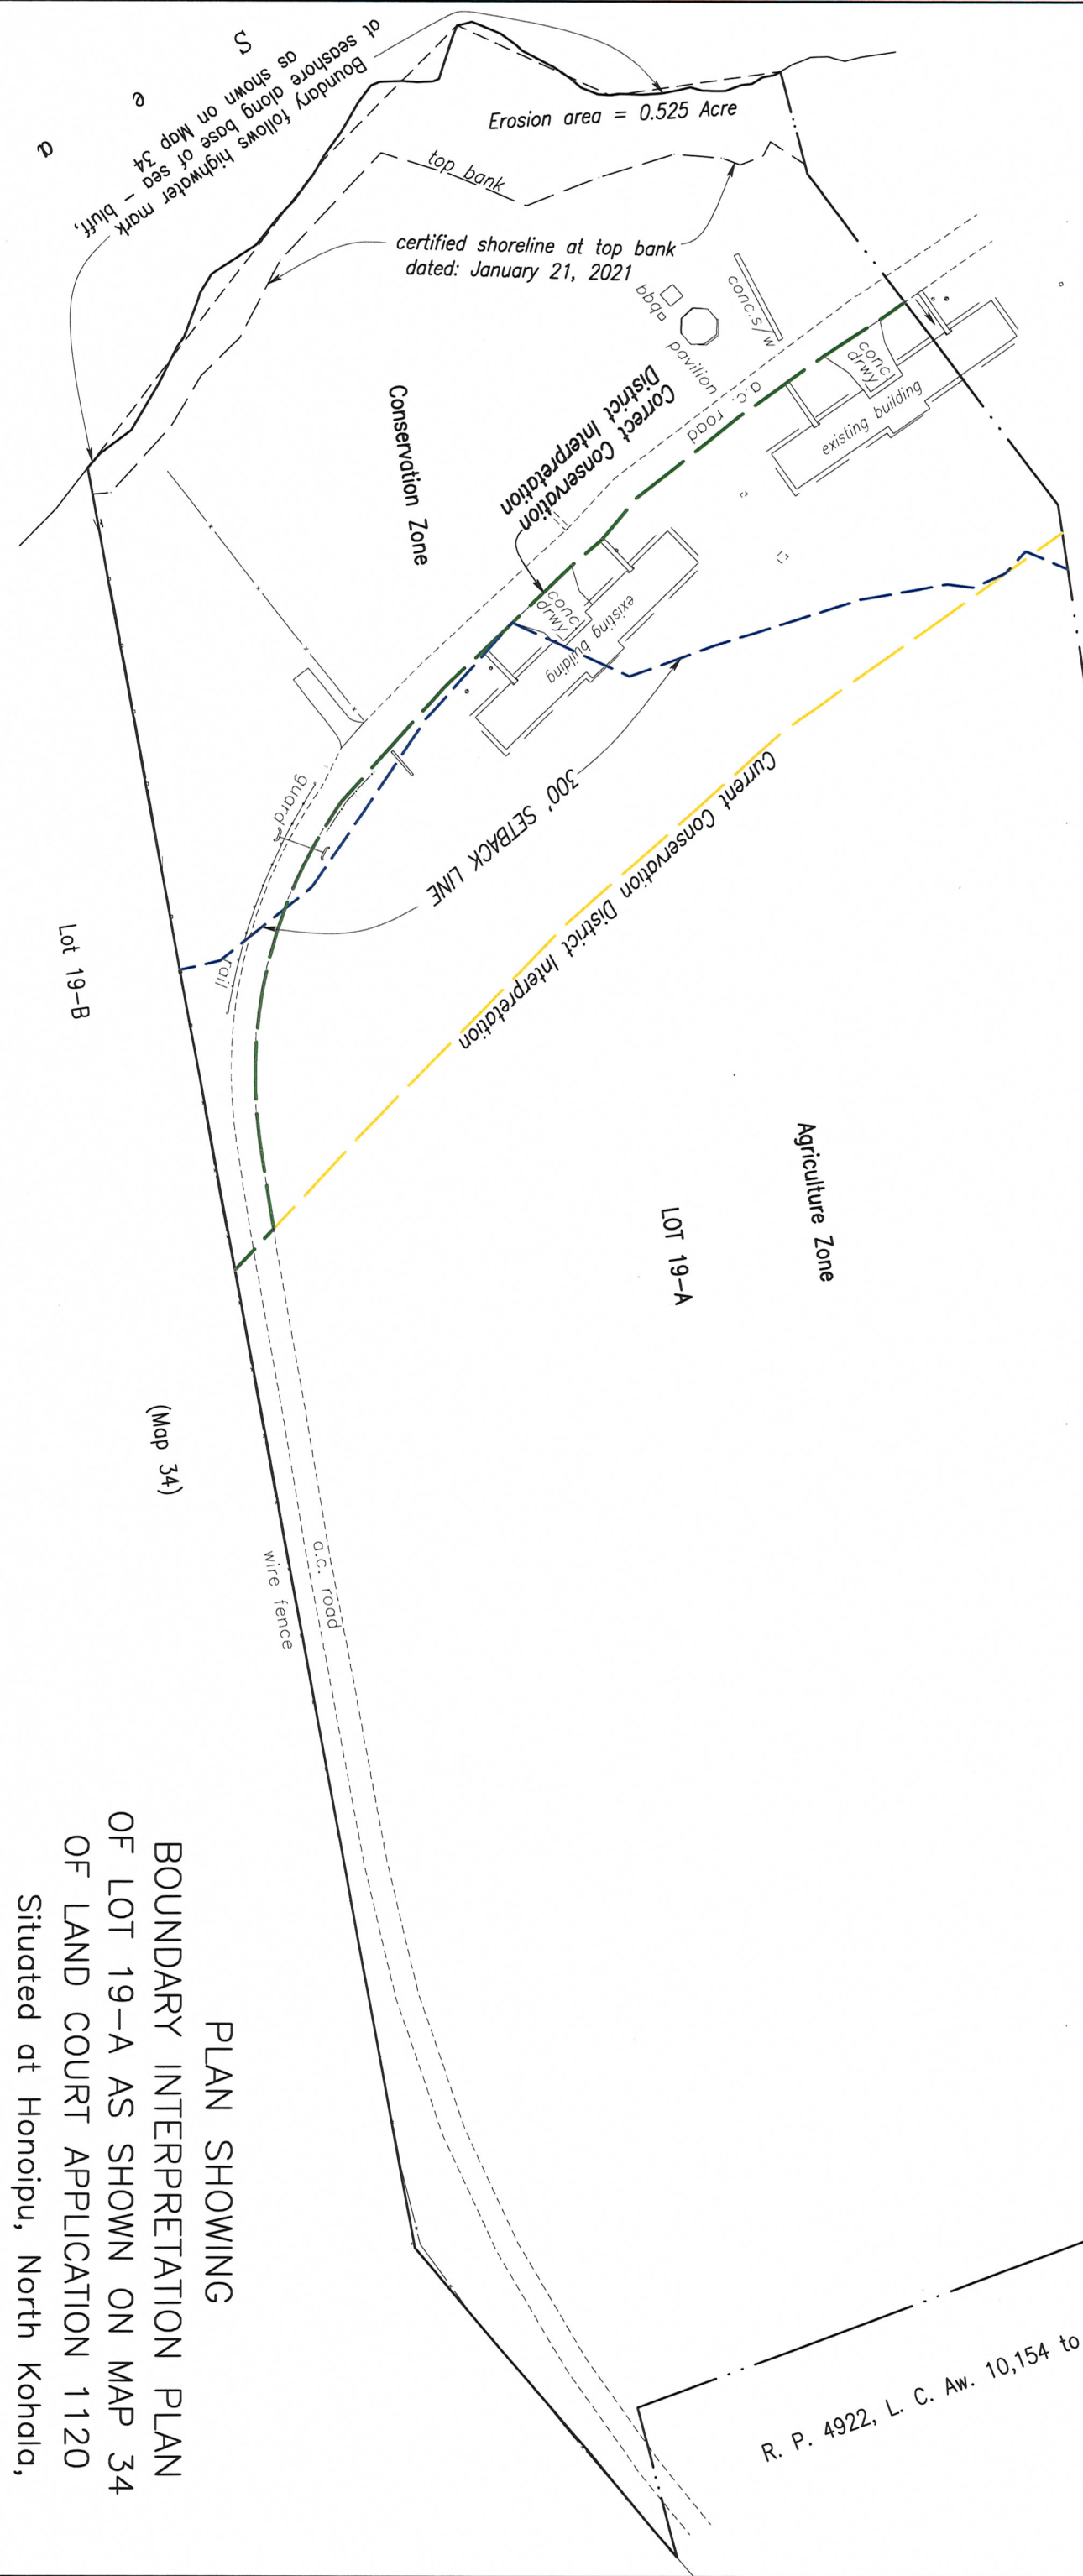 S
e
a
Boundary follows highwater mark
at seashore along base of sea - bluff,
as shown on Map 34
Erosion area = 0.525 Acre
top bank
certified shoreline at top bank
dated: January 21, 2021
bbq
pavilion
conc.s/w
a.c. road
conc.
drwy
existing building
Conservation Zone
Correct Conservation
District Interpretation
conc.
drwy
existing building
300' SETBACK LINE
Current Conservation District Interpretation
guard
rail
Lot 19-B
Agriculture Zone
LOT 19-A
(Map 34)
a.c. road
wire fence
R. P. 4922, L. C. Aw. 10,154 to
PLAN SHOWING
BOUNDARY INTERPRETATION PLAN
OF LOT 19-A AS SHOWN ON MAP 34
OF LAND COURT APPLICATION 1120
Situated at Honoipu, North Kohala,